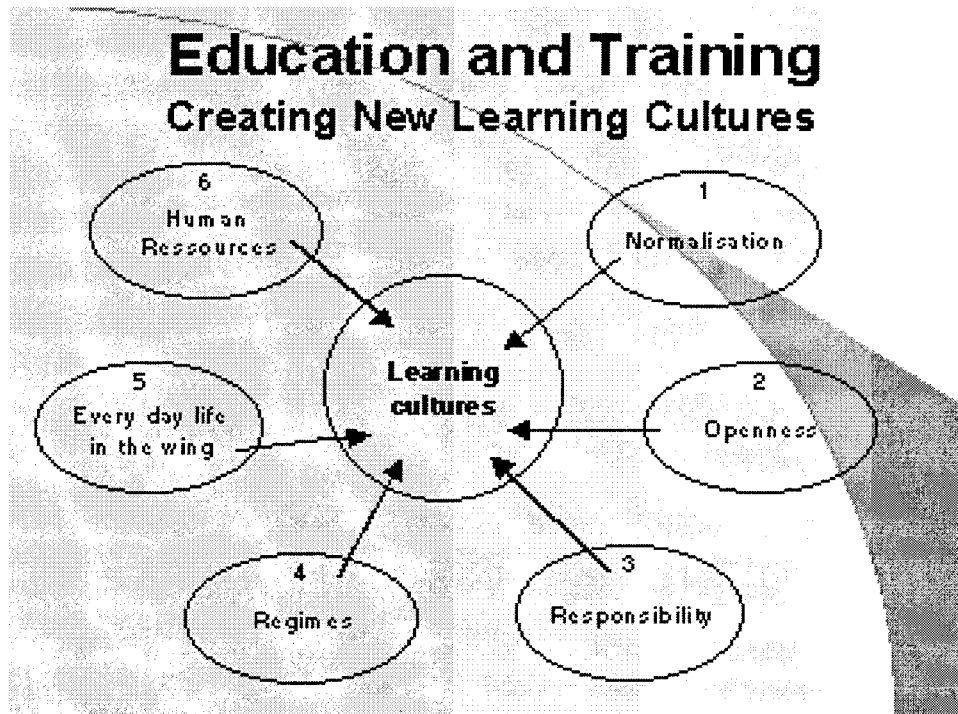 Education and Training
Creating New Learning Cultures
6
Human
Ressources
1
Normalisation
Learning
cultures
5
Every day life
in the wing
2
Openness
4
Regimes
3
Responsibility